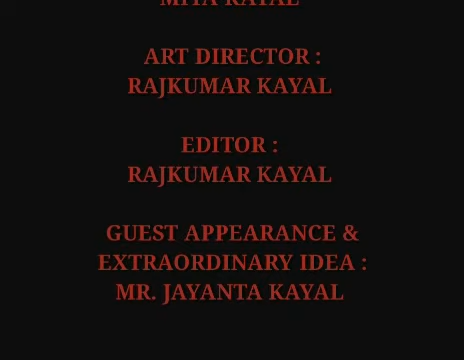 ART DIRECTOR :
RAJKUMAR KAYAL
EDITOR :
RAJKUMAR KAYAL
GUEST APPEARANCE &
EXTRAORDINARY IDEA :
MR. JAYANTA KAYAL